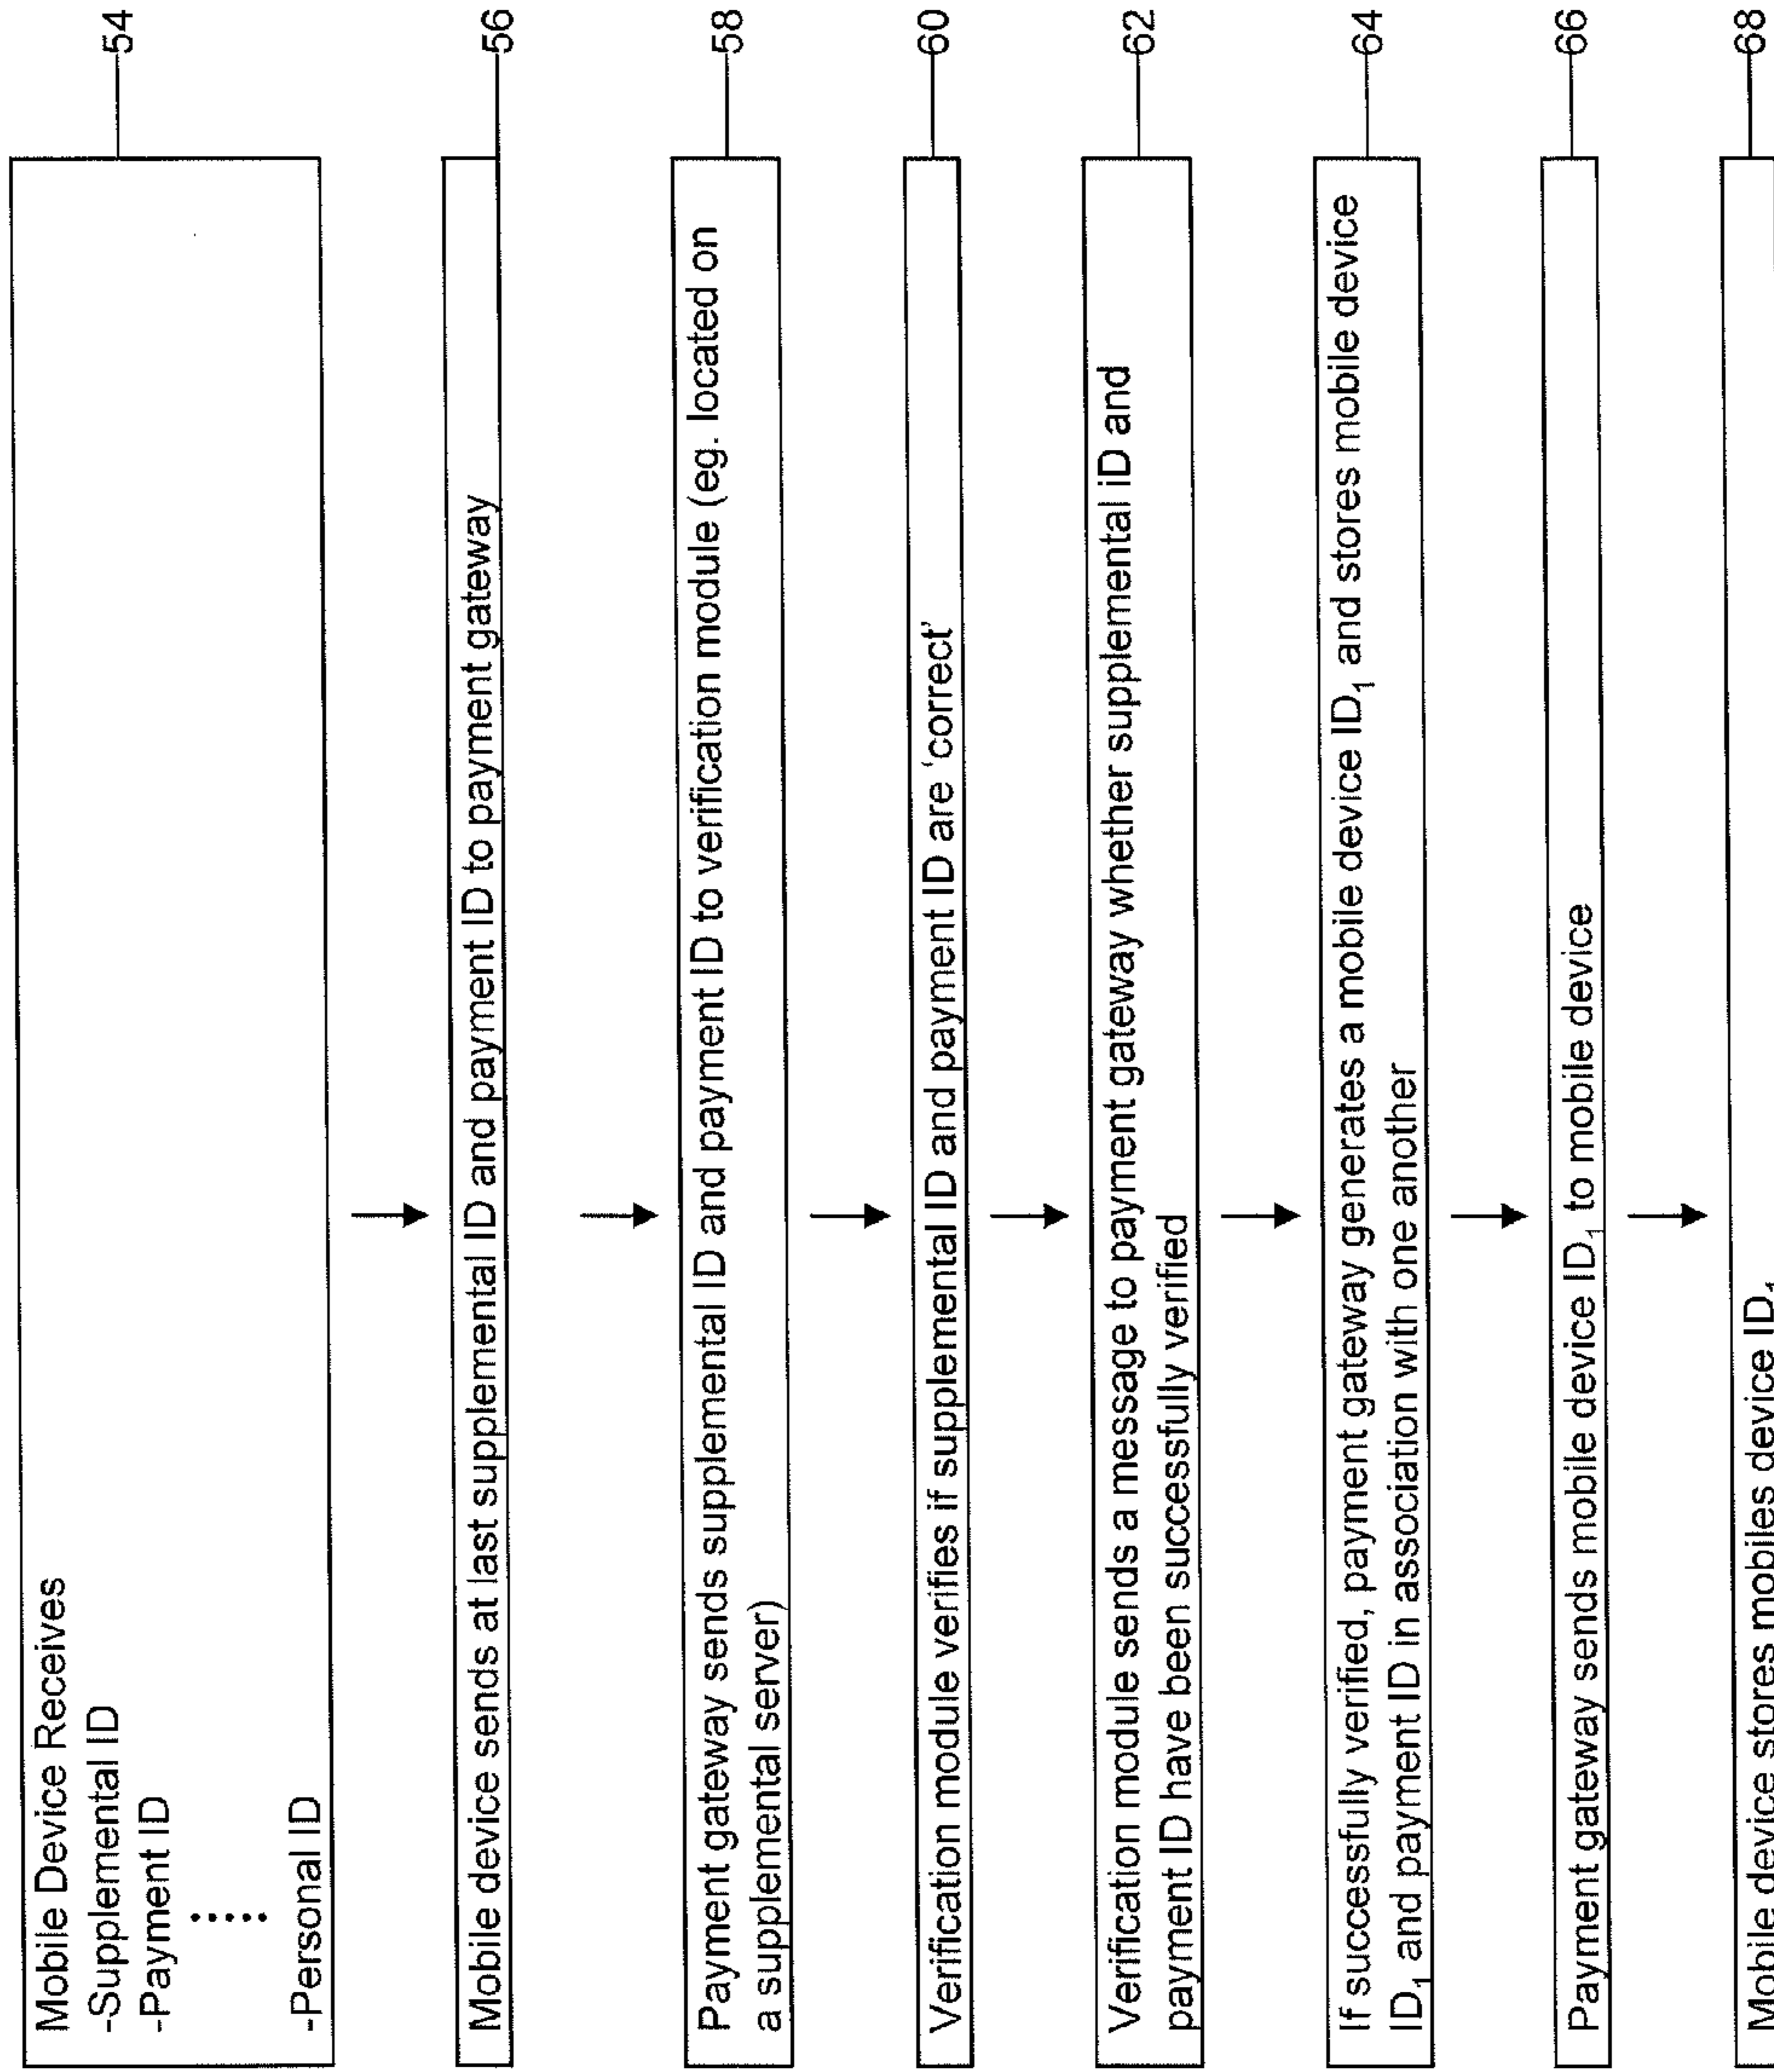 Mobile Device Receives
-Supplemental ID
-Payment ID
-Personal ID
54
Mobile device sends at last supplemental ID and payment ID to payment gateway
56
Payment gateway sends supplemental ID and payment ID to verification module (eg. located on
a supplemental server)
58
Verification module verifies if supplemental ID and payment ID are ‘correct’
60
Verification module sends a message to payment gateway whether supplemental iD and
payment ID have been successfully verified
62
If successfully verified, payment gateway generates a mobile device ID₁ and stores mobile device
ID₁ and payment ID in association with one another
64
Payment gateway sends mobile device ID₁ to mobile device
66
Mobile device stores mobiles device ID₁
68